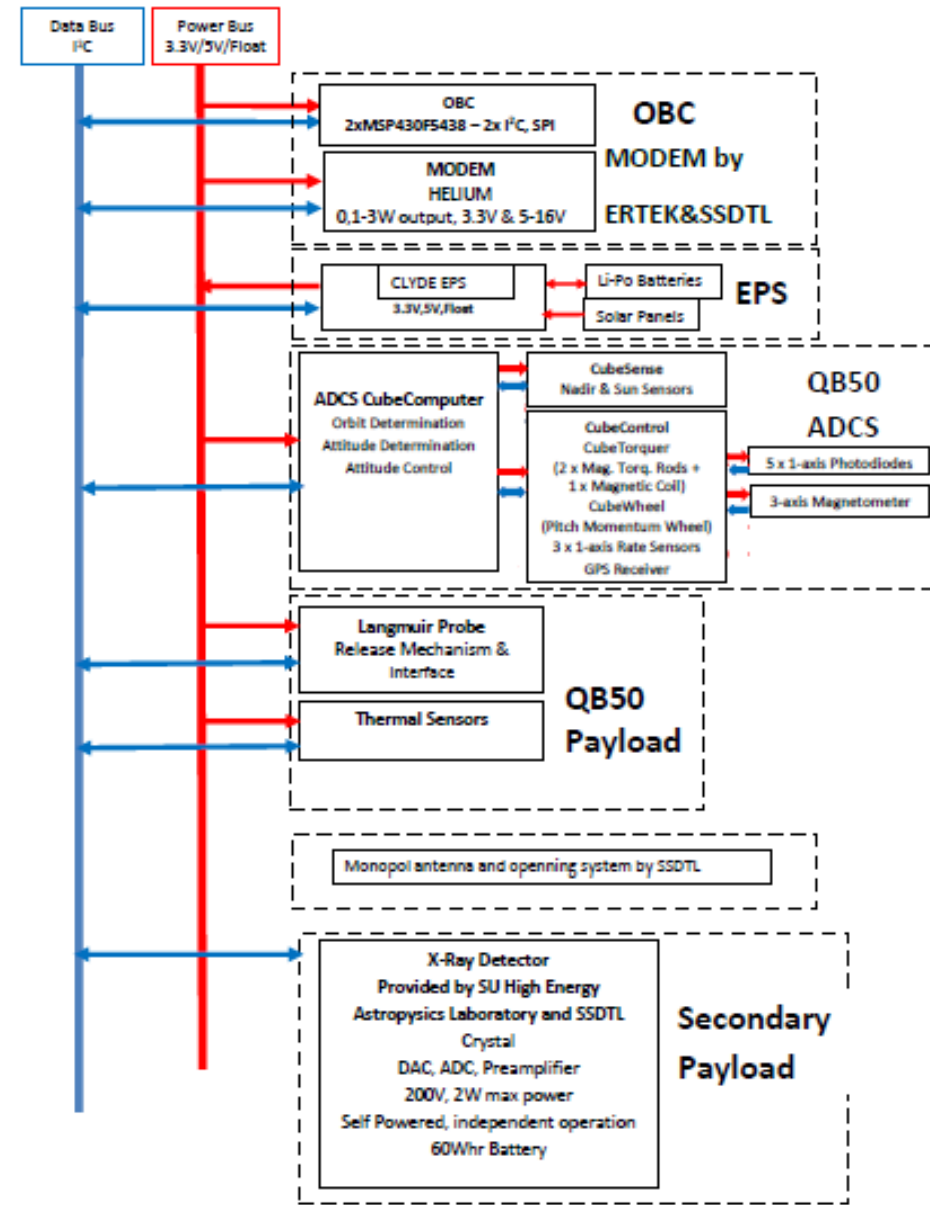 Data Bus
I²C
Power Bus
3.3V/5V/Float
OBC
2xMSP430F5438 – 2x I²C, SPI
MODEM
HELIUM
0,1-3W output, 3.3V & 5-16V
OBC
MODEM by
ERTEK&SSDTL
CLYDE EPS
3.3V,5V,Float
Li-Po Batteries
Solar Panels
EPS
ADCS CubeComputer
Orbit Determination
Attitude Determination
Attitude Control
CubeSense
Nadir & Sun Sensors
CubeControl
CubeTorquer
(2 x Mag. Torq. Rods +
1 x Magnetic Coil)
CubeWheel
(Pitch Momentum Wheel)
3 x 1-axis Rate Sensors
GPS Receiver
QB50
ADCS
5 x 1-axis Photodiodes
3-axis Magnetometer
Langmuir Probe
Release Mechanism &
Interface
Thermal Sensors
QB50
Payload
Monopol antenna and openning system by SSDTL
X-Ray Detector
Provided by SU High Energy
Astropysics Laboratory and SSDTL
Crystal
DAC, ADC, Preamplifier
200V, 2W max power
Self Powered, independent operation
60Whr Battery
Secondary
Payload